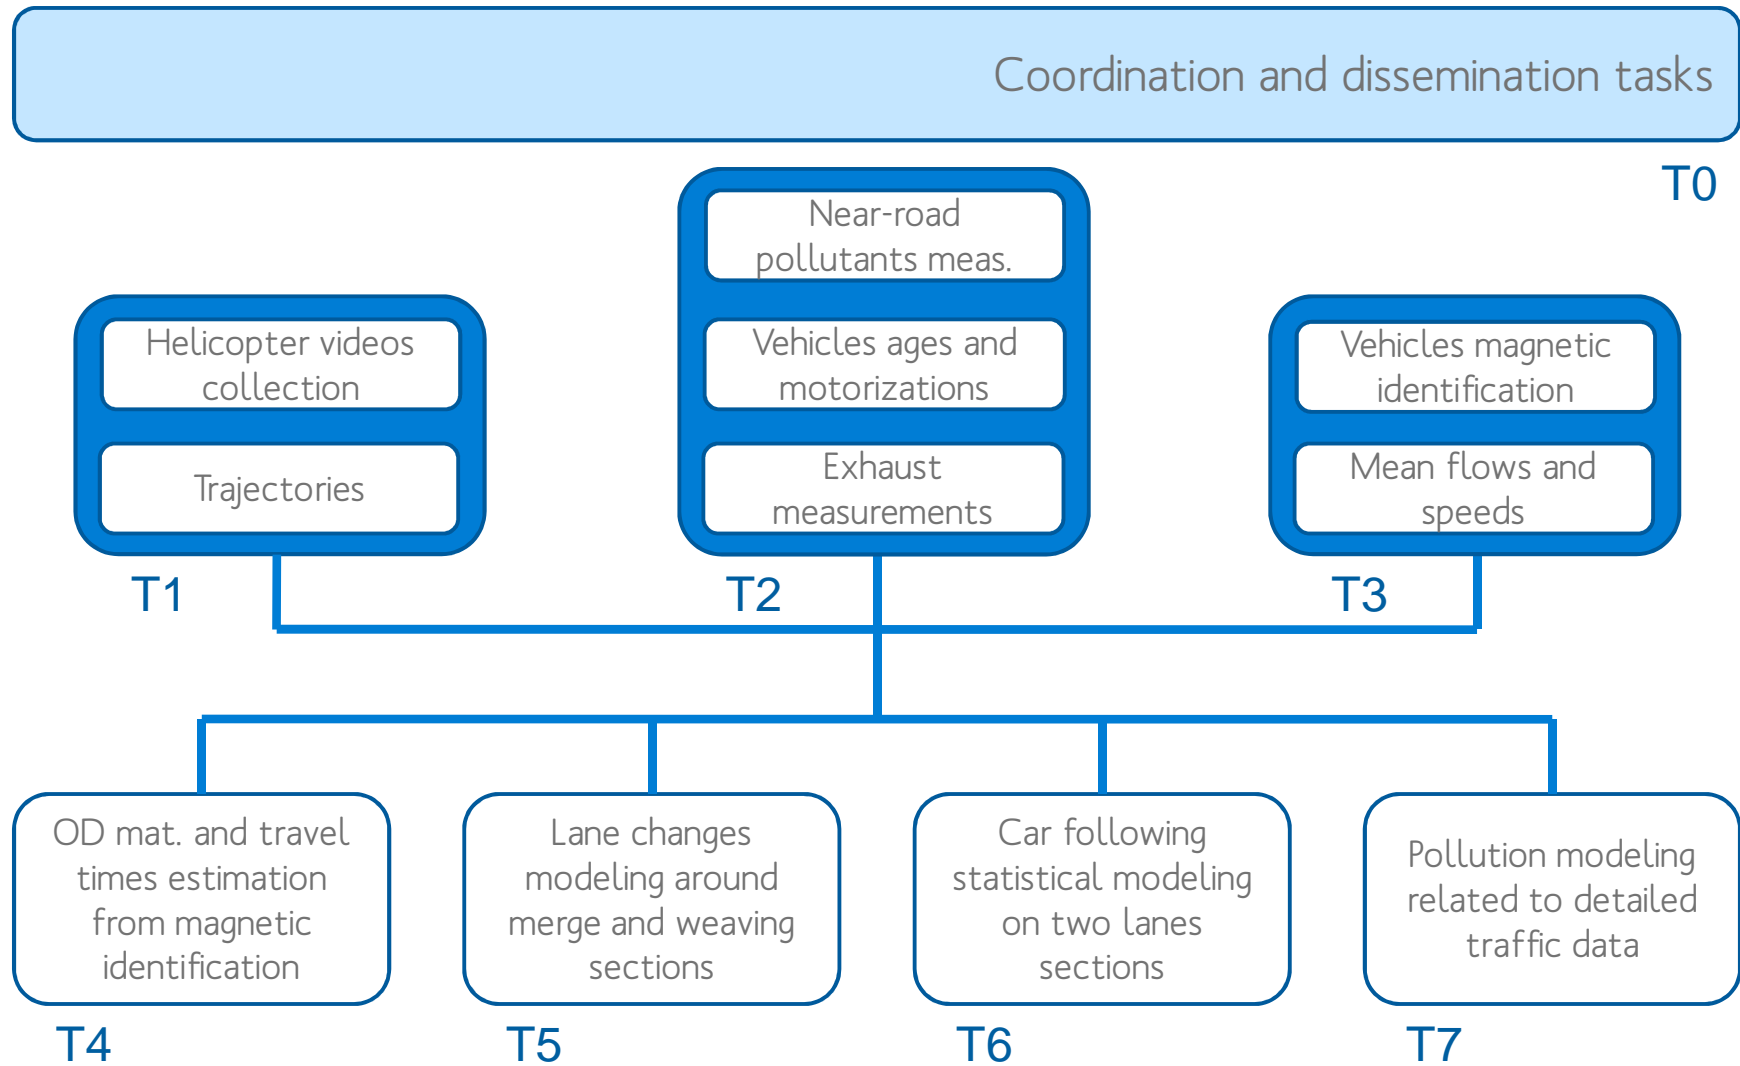 Coordination and dissemination tasks
T0
Near-road
pollutants meas.
Vehicles ages and
motorizations
Exhaust
measurements
T2
Helicopter videos
collection
Trajectories
T1
Vehicles magnetic
identification
Mean flows and
speeds
T3
OD mat. and travel
times estimation
from magnetic
identification
T4
Lane changes
modeling around
merge and weaving
sections
T5
Car following
statistical modeling
on two lanes
sections
T6
Pollution modeling
related to detailed
traffic data
T7